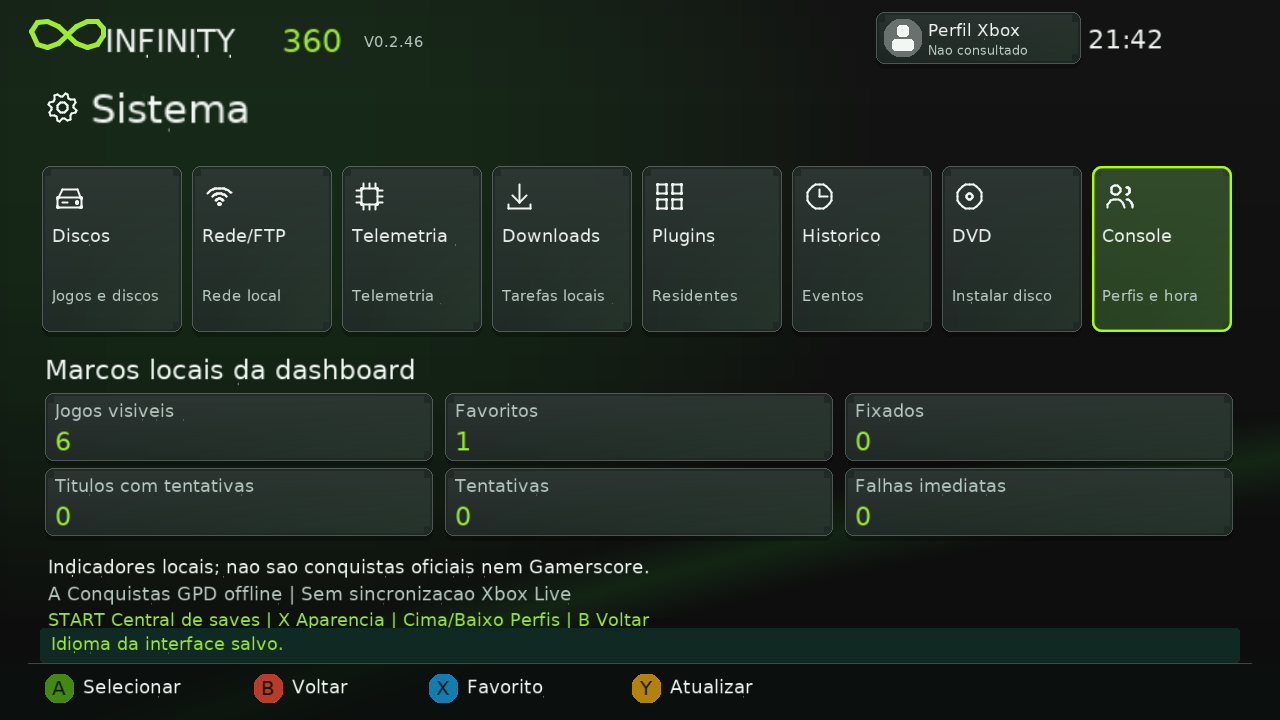 INFINITY 360 V0.2.46
Perfil Xbox
Nao consultado
21:42
Sistema
Discos
Jogos e discos
Rede/FTP
Rede local
Telemetria
Telemetria
Downloads
Tarefas locais
Plugins
Residentes
Historico
Eventos
DVD
Instalar disco
Console
Perfis e hora
Marcos locais da dashboard
Jogos visiveis
6
Favoritos
1
Fixados
0
Titulos com tentativas
0
Tentativas
0
Falhas imediatas
0
Indicadores locais; nao sao conquistas oficiais nem Gamerscore.
A Conquistas GPD offline | Sem sincronizacao Xbox Live
START Central de saves | X Aparencia | Cima/Baixo Perfis | B Voltar
Idioma da interface salvo.
A Selecionar B Voltar X Favorito Y Atualizar